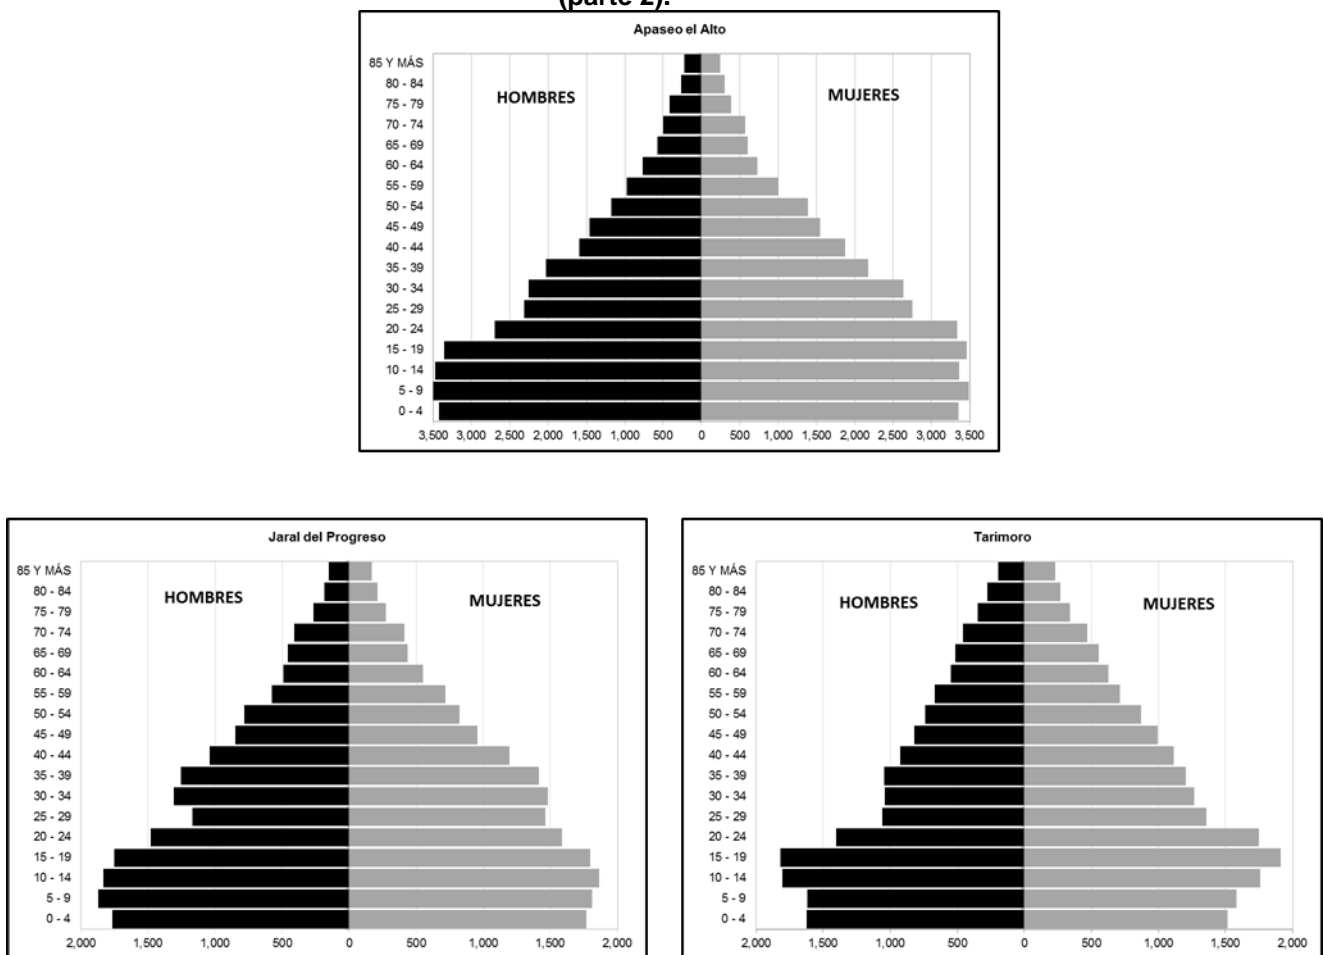 (parte 2).
Apaseo el Alto
85 Y MÁS
80 - 84
HOMBRES
MUJERES
75 - 79
70 - 74
65 - 69
60 - 64
55 - 59
50 - 54
45 - 49
40 - 44
35 - 39
30 - 34
25 - 29
20 - 24
15 - 19
10 - 14
5 - 9
0 - 4
3,500 3,000 2,500 2,000 1,500 1,000 500 0 500 1,000 1,500 2,000 2,500 3,000 3,500
Jaral del Progreso
85 Y MÁS
80 - 84
HOMBRES
MUJERES
75 - 79
70 - 74
65 - 69
60 - 64
55 - 59
50 - 54
45 - 49
40 - 44
35 - 39
30 - 34
25 - 29
20 - 24
15 - 19
10 - 14
5 - 9
0 - 4
2,000 1,500 1,000 500 0 500 1,000 1,500 2,000
Tarimoro
85 Y MÁS
80 - 84
HOMBRES
MUJERES
75 - 79
70 - 74
65 - 69
60 - 64
55 - 59
50 - 54
45 - 49
40 - 44
35 - 39
30 - 34
25 - 29
20 - 24
15 - 19
10 - 14
5 - 9
0 - 4
2,000 1,500 1,000 500 0 500 1,000 1,500 2,000